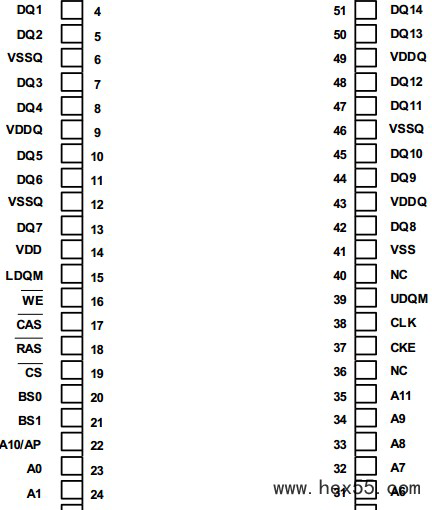 DQ1 4 51 DQ14
DQ2 5 50 DQ13
VSSQ 6 49 VDDQ
DQ3 7 48 DQ12
DQ4 8 47 DQ11
VDDQ 9 46 VSSQ
DQ5 10 45 DQ10
DQ6 11 44 DQ9
VSSQ 12 43 VDDQ
DQ7 13 42 DQ8
VDD 14 41 VSS
LDQM 15 40 NC
WE 16 39 UDQM
CAS 17 38 CLK
RAS 18 37 CKE
CS 19 36 NC
BS0 20 35 A11
BS1 21 34 A9
A10/AP 22 33 A8
A0 23 32 A7
A1 24 31 A6
www.hex55.com